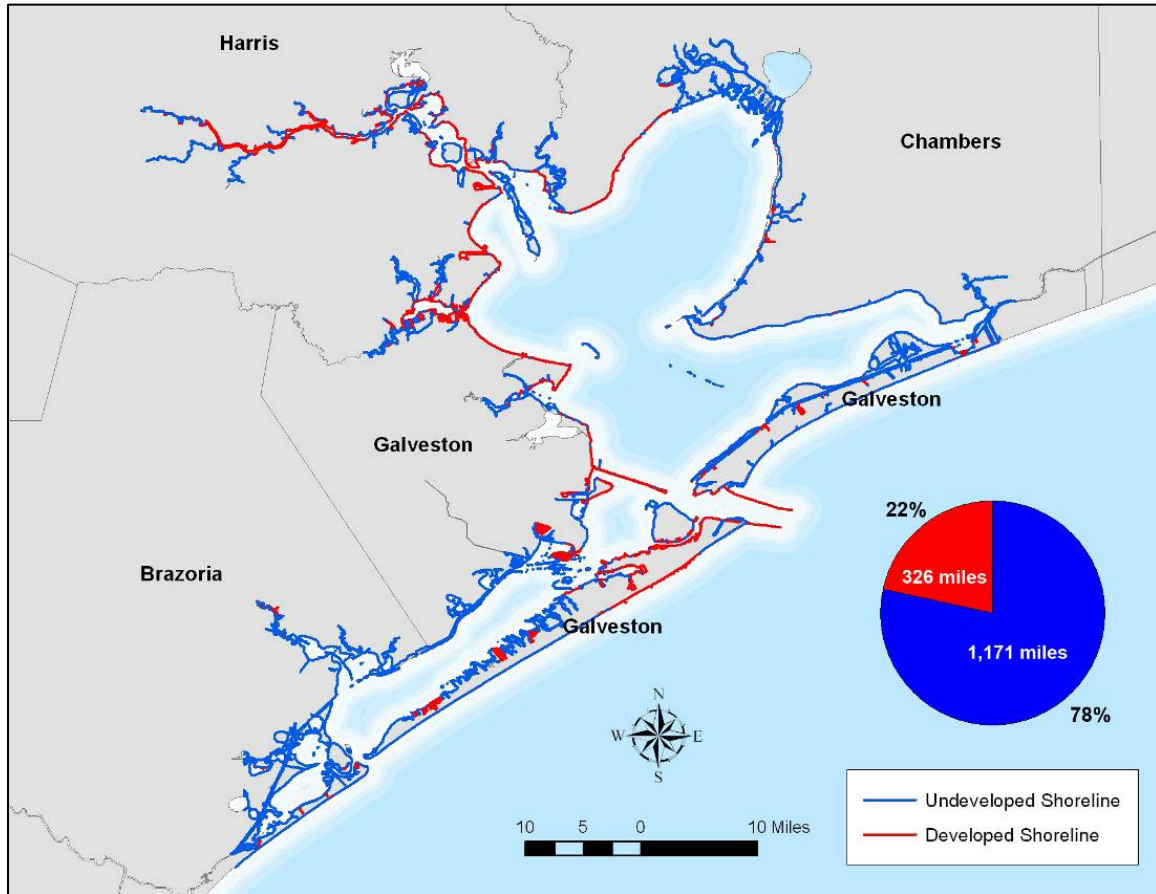 Harris
Chambers
Galveston
Galveston
Brazoria
Galveston
22%
326 miles
1,171 miles
78%
N
W E
S
10 5 0 10 Miles
Undeveloped Shoreline
Developed Shoreline